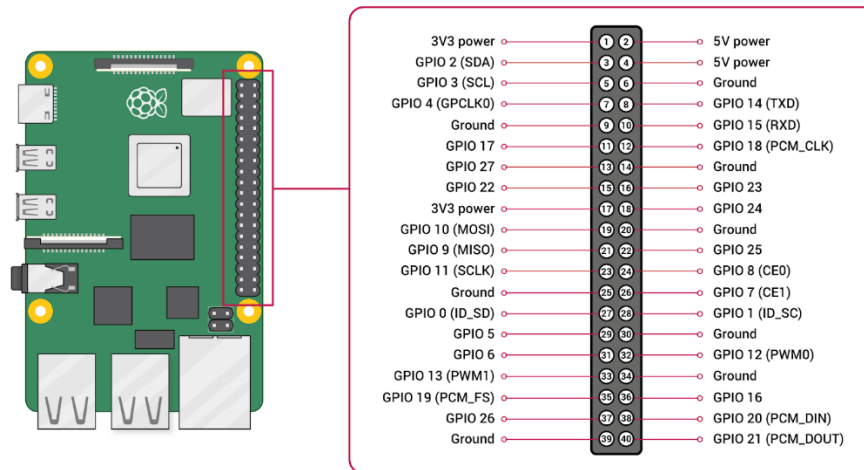 3V3 power 1 2 5V power
GPIO 2 (SDA) 3 4 5V power
GPIO 3 (SCL) 5 6 Ground
GPIO 4 (GPCLK0) 7 8 GPIO 14 (TXD)
Ground 9 10 GPIO 15 (RXD)
GPIO 17 11 12 GPIO 18 (PCM_CLK)
GPIO 27 13 14 Ground
GPIO 22 15 16 GPIO 23
3V3 power 17 18 GPIO 24
GPIO 10 (MOSI) 19 20 Ground
GPIO 9 (MISO) 21 22 GPIO 25
GPIO 11 (SCLK) 23 24 GPIO 8 (CE0)
Ground 25 26 GPIO 7 (CE1)
GPIO 0 (ID_SD) 27 28 GPIO 1 (ID_SC)
GPIO 5 29 30 Ground
GPIO 6 31 32 GPIO 12 (PWM0)
GPIO 13 (PWM1) 33 34 Ground
GPIO 19 (PCM_FS) 35 36 GPIO 16
GPIO 26 37 38 GPIO 20 (PCM_DIN)
Ground 39 40 GPIO 21 (PCM_DOUT)